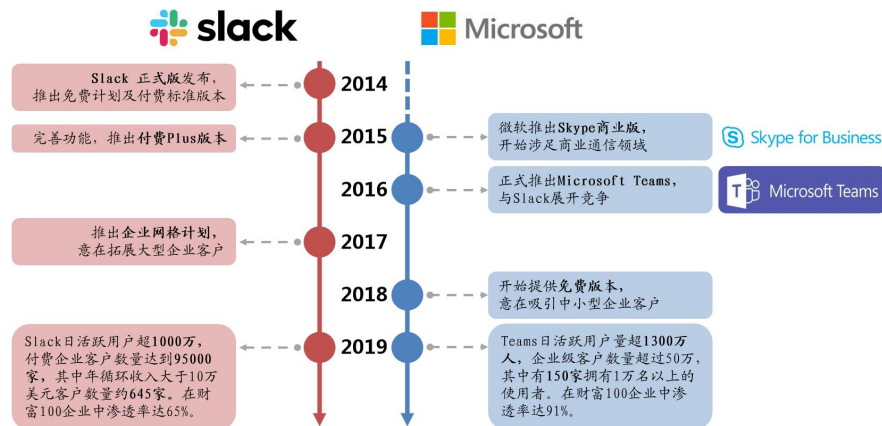 slack
Microsoft
2014
Slack 正式版发布，
推出免费计划及付费标准版本
2015
完善功能，推出付费Plus版本
微软推出Skype商业版，
开始涉足商业通信领域
Skype for Business
2016
正式推出Microsoft Teams，
与Slack展开竞争
Microsoft Teams
2017
推出企业网格计划，
意在拓展大型企业客户
2018
开始提供免费版本，
意在吸引中小型企业客户
2019
Slack日活跃用户超1000万，
付费企业客户数量达到95000
家，其中年循环收入大于10万
美元客户数量约645家。在财
富100企业中渗透率达65%。
Teams日活跃用户量超1300万
人，企业级客户数量超过50万，
其中有150家拥有1万名以上的
使用者。在财富100企业中渗
透率达91%。